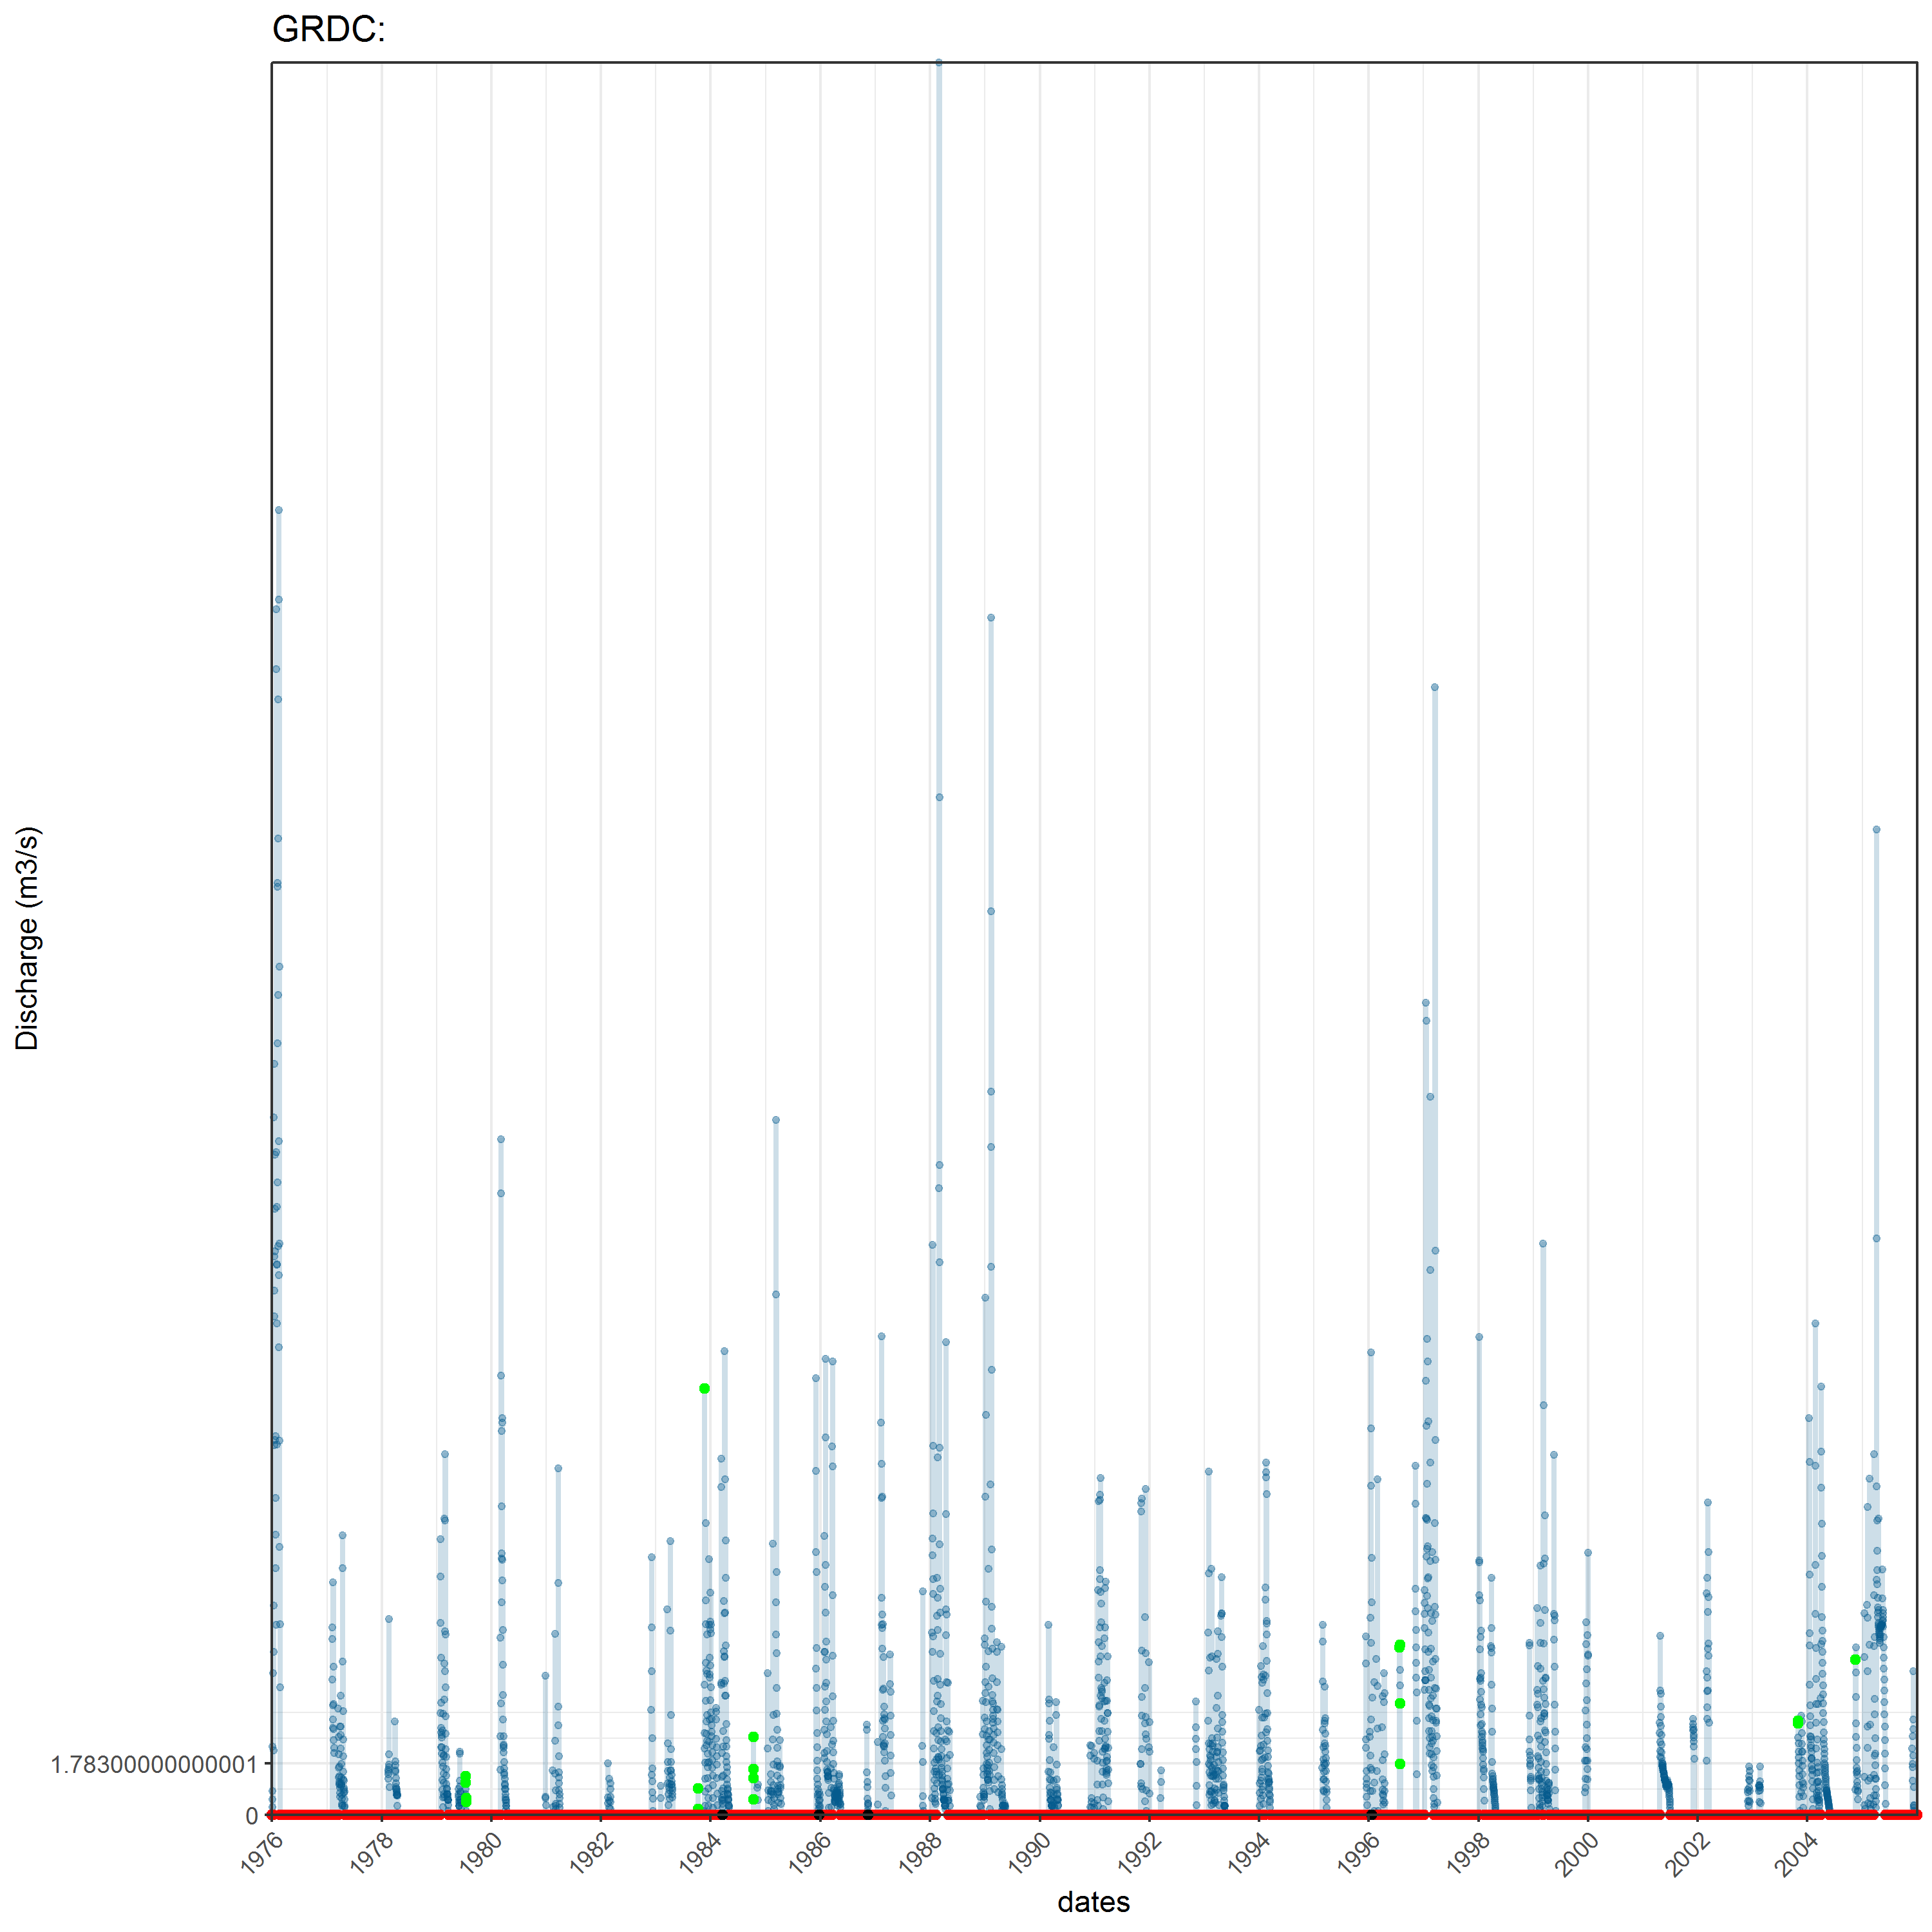 GRDC:
Discharge (m3/s)
1.78300000000001
0
1976 1978 1980 1982 1984 1986 1988 1990 1992 1994 1996 1998 2000 2002 2004
dates